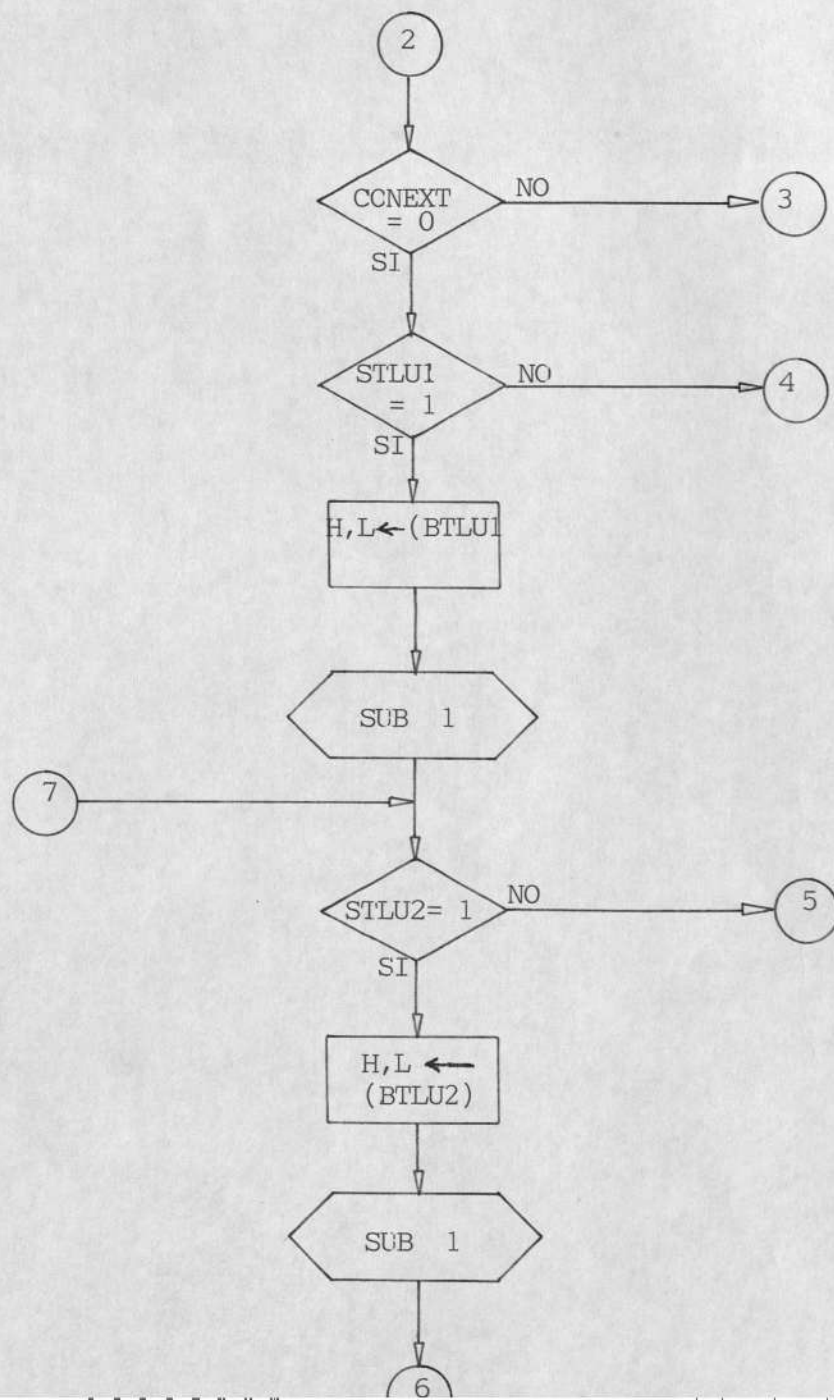 2
CCNEXT
= 0
NO
3
SI
STLU1
= 1
NO
4
SI
H,L ← (BTLU1
SUB 1
7
STLU2= 1
NO
5
SI
H,L ←
(BTLU2)
SUB 1
6